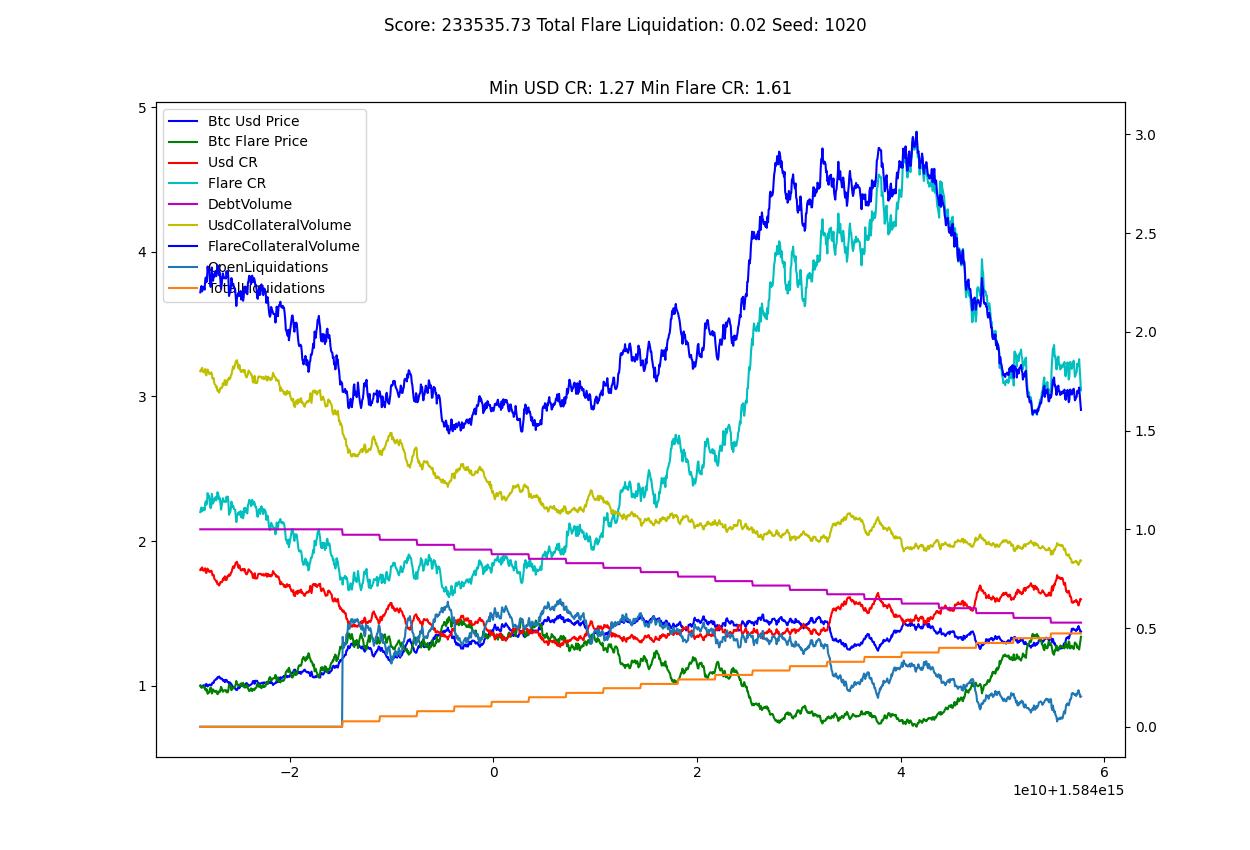 Score: 233535.73 Total Flare Liquidation: 0.02 Seed: 1020
Min USD CR: 1.27 Min Flare CR: 1.61
Btc Usd Price
Btc Flare Price
Usd CR
Flare CR
DebtVolume
UsdCollateralVolume
FlareCollateralVolume
OpenLiquidations
TotalLiquidations
5
4
3
2
1
3.0
2.5
2.0
1.5
1.0
0.5
0.0
−2
0
2
4
6
1e10+1.584e15